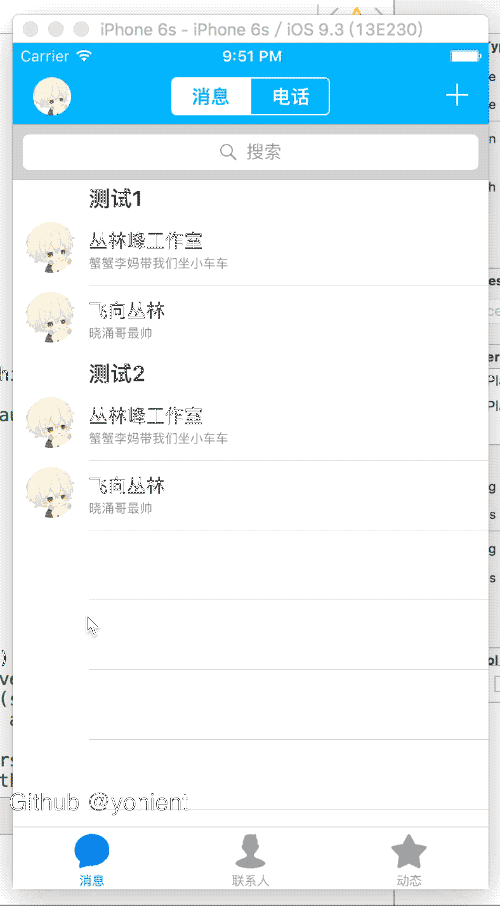 iPhone 6s - iPhone 6s / iOS 9.3 (13E230)
Carrier 9:51 PM
消息 电话
搜索
测试1
丛林峰工作室
蟹蟹李妈带我们坐小车车
飞向丛林
晓涌哥最帅
测试2
丛林峰工作室
蟹蟹李妈带我们坐小车车
飞向丛林
晓涌哥最帅
Github @yonient
消息 联系人 动态